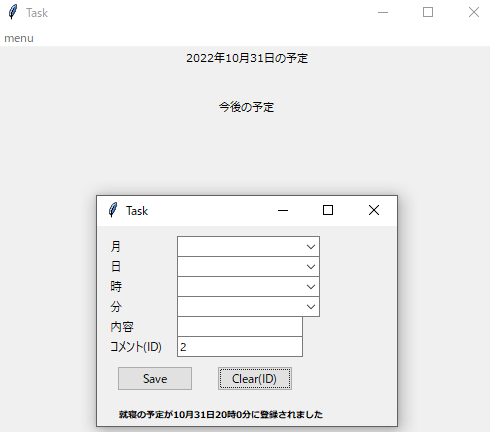 Task
menu
2022年10月31日の予定
今後の予定
Task
月
日
時
分
内容
コメント(ID) 2
Save Clear(ID)
就寝の予定が10月31日20時0分に登録されました